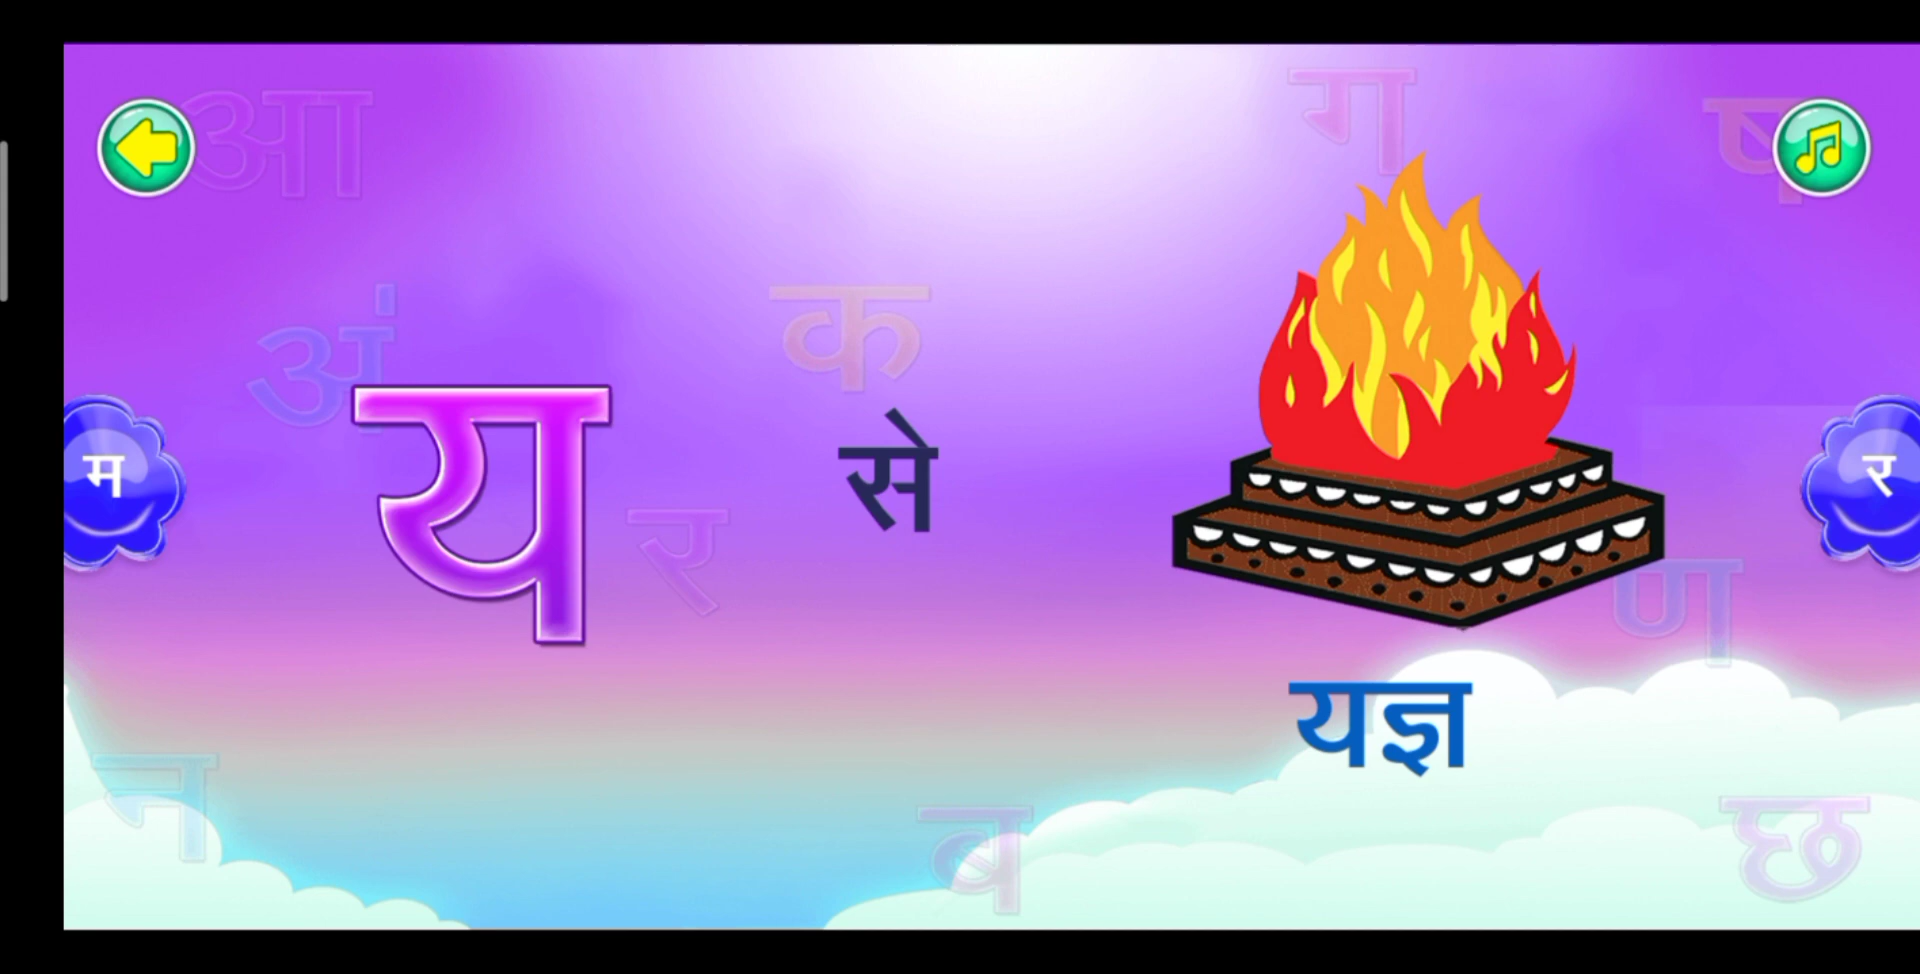 आ
ग
ष
अं
क
म
य
से
र
र
ण
यज्ञ
न
ब
छ